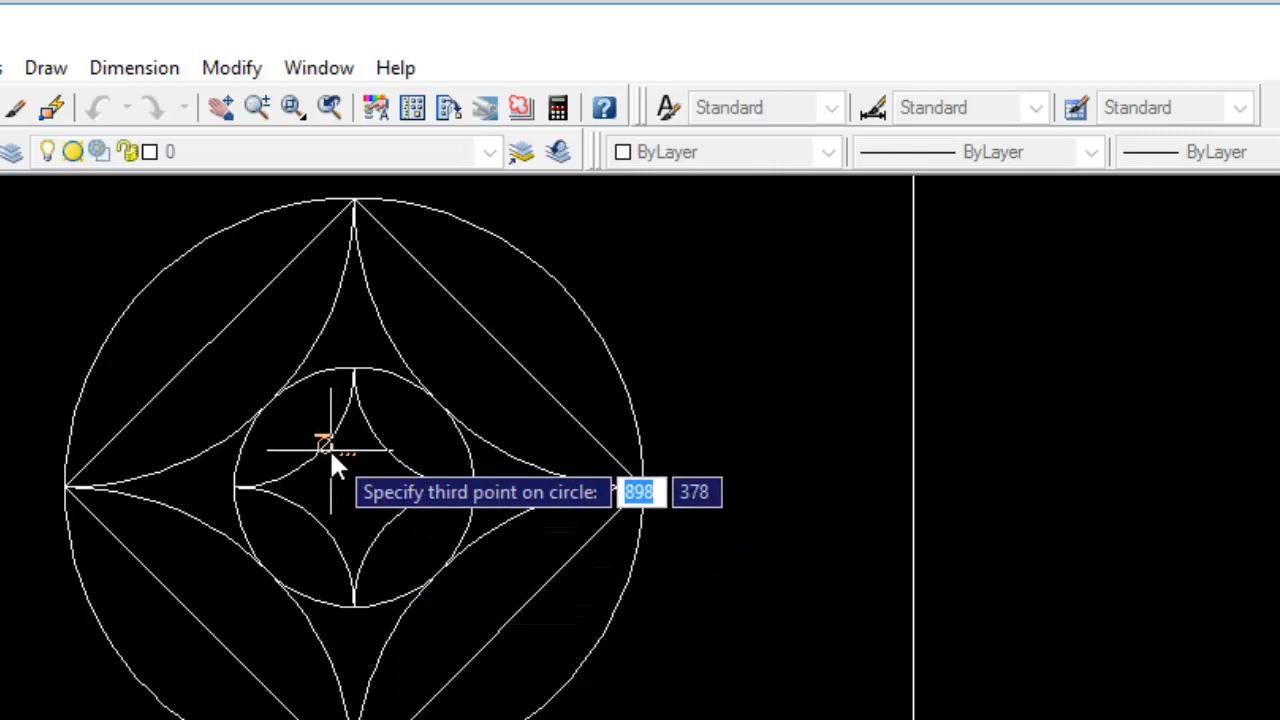 Draw Dimension Modify Window Help
Standard Standard Standard
0 ByLayer ByLayer ByLayer
Specify third point on circle: 898 378